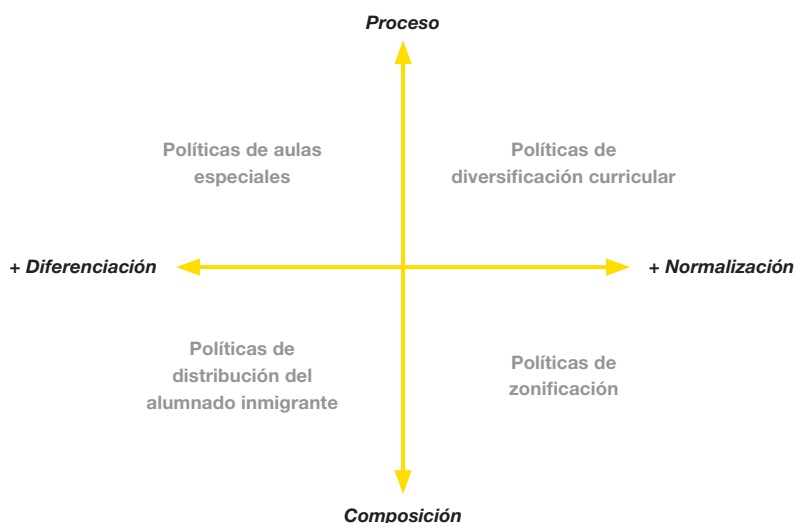 Proceso
Políticas de aulas
especiales
Políticas de
diversificación curricular
+ Diferenciación
+ Normalización
Políticas de
distribución del
alumnado inmigrante
Políticas de
zonificación
Composición